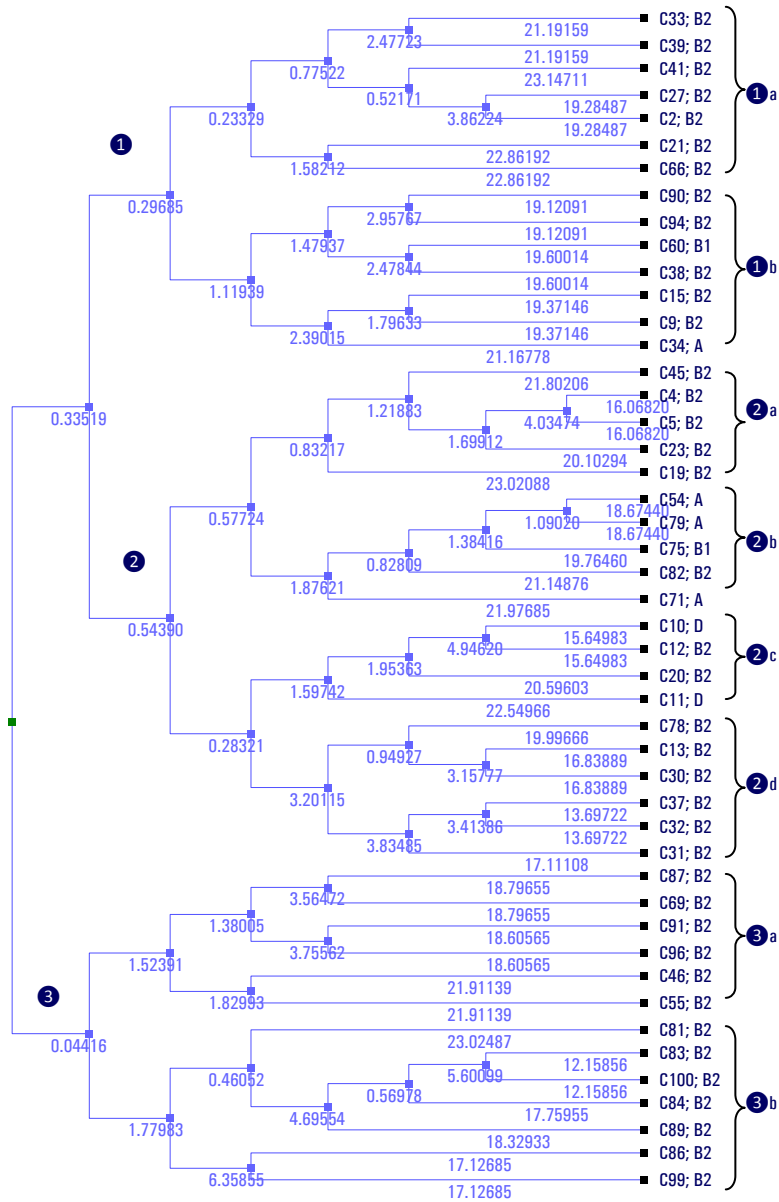 C33; B2
21.19159
2.47723
C39; B2
21.19159
0.77522
C41; B2
23.14711
0.52171
C27; B2
1 a
19.28487
3.86224
C2; B2
0.23329
19.28487
1
C21; B2
22.86192
1.58212
C66; B2
22.86192
0.29685
C90; B2
19.12091
2.95767
C94; B2
19.12091
1.47937
C60; B1
19.60014
2.47844
1 b
C38; B2
19.60014
1.11939
C15; B2
19.37146
1.79633
C9; B2
19.37146
2.39015
C34; A
21.16778
C45; B2
21.80206
1.21883
C4; B2
16.06820
2 a
0.33519
4.03474
C5; B2
16.06820
1.69912
C23; B2
20.10294
0.83217
C19; B2
23.02088
C54; A
18.67440
0.57724
1.09020
C79; A
18.67440
2 b
1.38416
C75; B1
19.76460
2
0.82809
C82; B2
21.14876
1.87621
C71; A
21.97685
0.54390
C10; D
15.64983
4.94620
C12; B2
15.64983
2 c
1.95363
C20; B2
20.59603
1.59742
C11; D
22.54966
C78; B2
19.99666
0.28321
0.94927
C13; B2
16.83889
3.15777
C30; B2
2 d
16.83889
3.20115
C37; B2
13.69722
3.41386
C32; B2
13.69722
3.83485
C31; B2
17.11108
C87; B2
18.79655
3.56472
C69; B2
18.79655
1.38005
C91; B2
3 a
18.60565
3.75562
C96; B2
18.60565
1.52391
C46; B2
21.91139
3
1.82993
C55; B2
21.91139
0.04416
C81; B2
23.02487
C83; B2
12.15856
0.46052
5.60099
C100; B2
12.15856
0.56978
C84; B2
3 b
17.75955
4.69554
1.77983
C89; B2
18.32933
C86; B2
17.12685
6.35855
C99; B2
17.12685